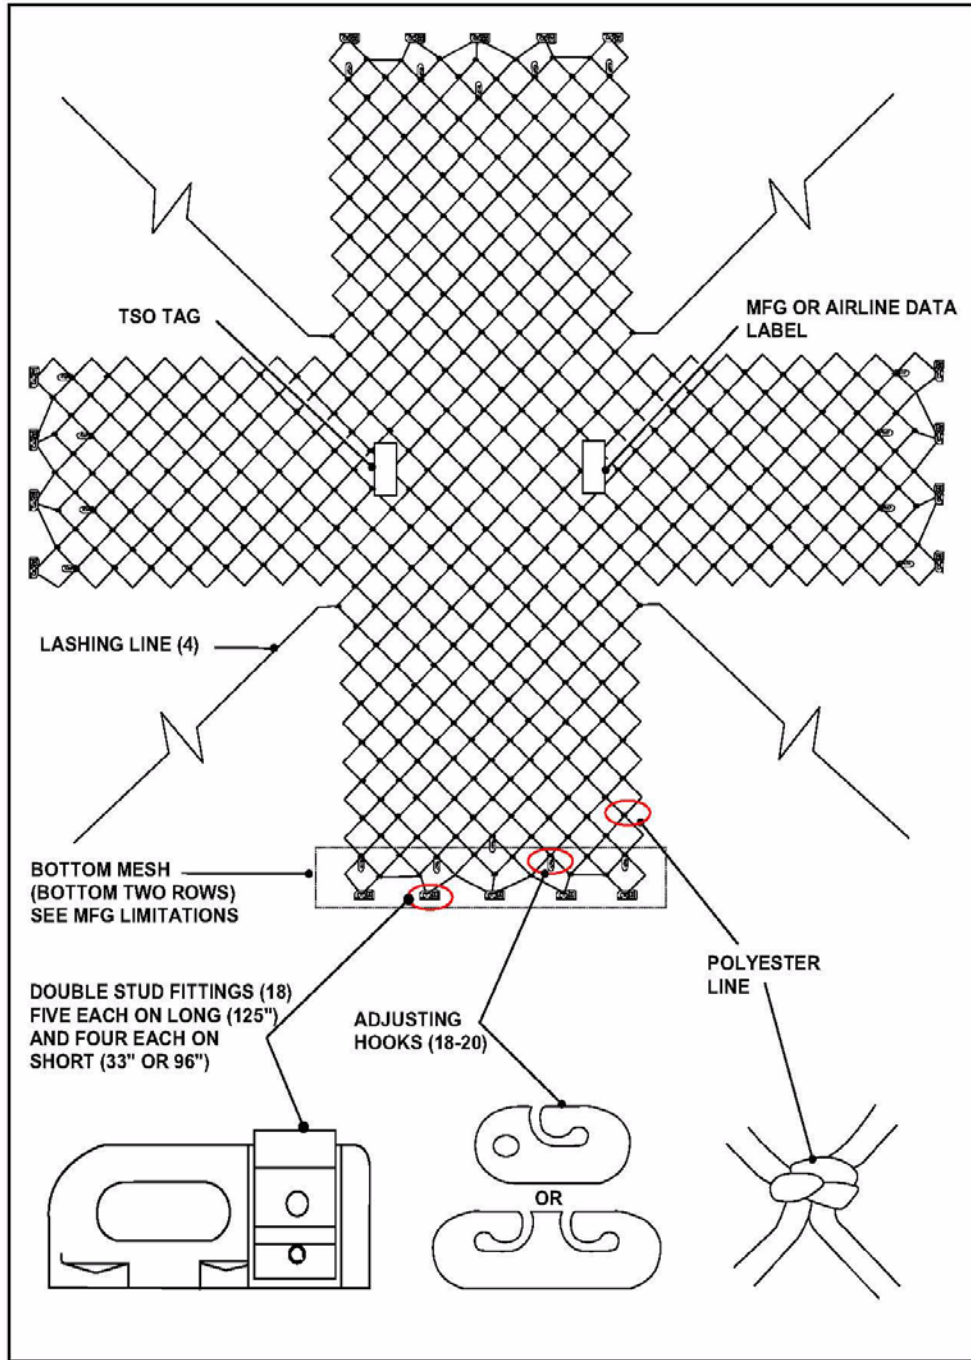 TSO TAG
MFG OR AIRLINE DATA
LABEL
LASHING LINE (4)
BOTTOM MESH
(BOTTOM TWO ROWS)
SEE MFG LIMITATIONS
DOUBLE STUD FITTINGS (18)
FIVE EACH ON LONG (125")
AND FOUR EACH ON
SHORT (33" OR 96")
ADJUSTING
HOOKS (18-20)
POLYESTER
LINE
OR